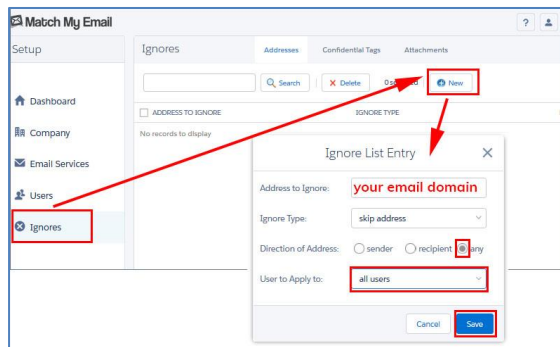 Match My Email
?
Setup
Ignores
Addresses
Confidential Tags
Attachments
Search
Delete
New
Dashboard
Company
Email Services
Users
Ignores
ADDRESS TO IGNORE
IGNORE TYPE
No records to display
Ignore List Entry
Address to Ignore:
your email domain
Ignore Type:
skip address
Direction of Address:
sender
recipient
any
User to Apply to:
all users
Cancel
Save